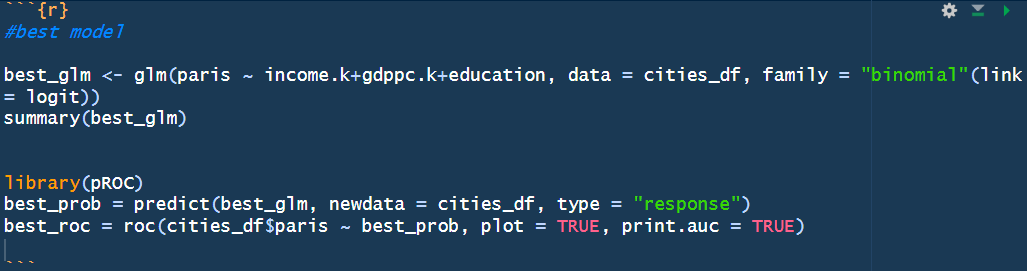 ```{r}
#best model
best_glm <- glm(paris ~ income.k+gdppc.k+education, data = cities_df, family = "binomial"(link
= logit))
summary(best_glm)
library(pROC)
best_prob = predict(best_glm, newdata = cities_df, type = "response")
best_roc = roc(cities_df$paris ~ best_prob, plot = TRUE, print.auc = TRUE)
```